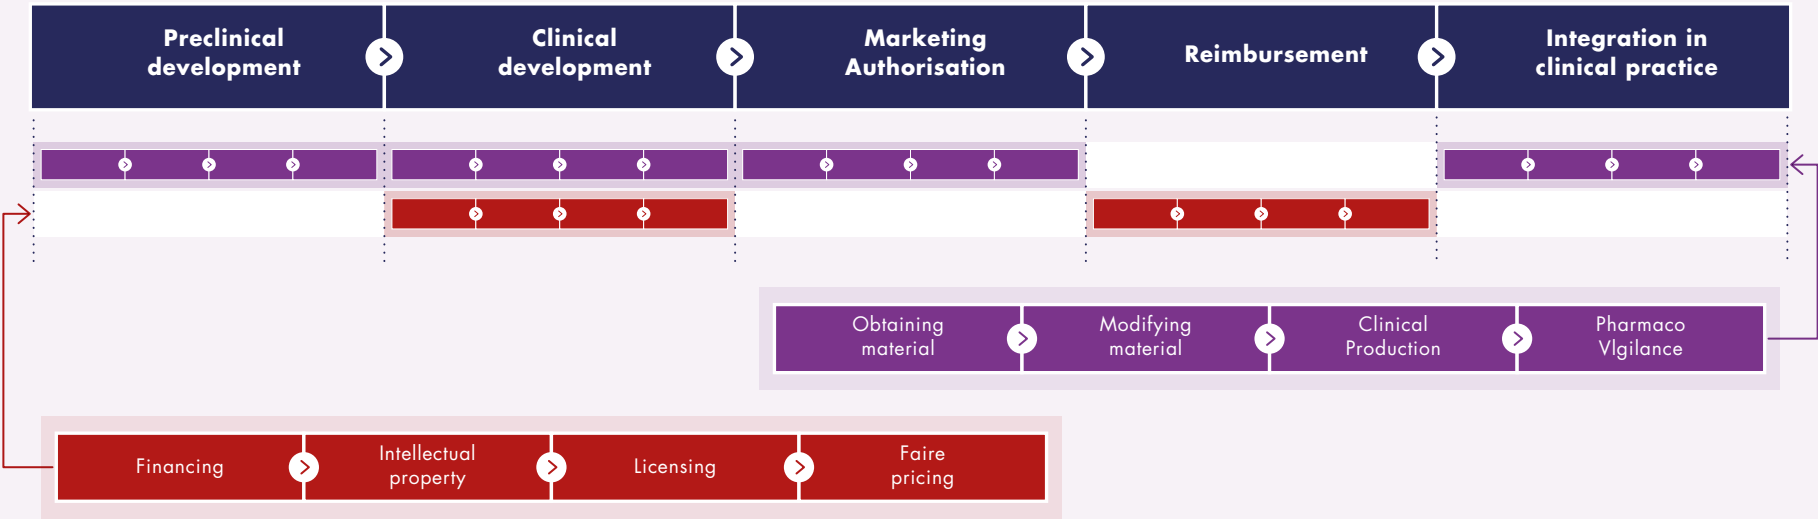 Preclinical
development
Clinical
development
Marketing
Authorisation
Reimbursement
Integration in
clinical practice
Obtaining
material
Modifying
material
Clinical
Production
Pharmaco
VIgilance
Financing
Intellectual
property
Licensing
Faire
pricing